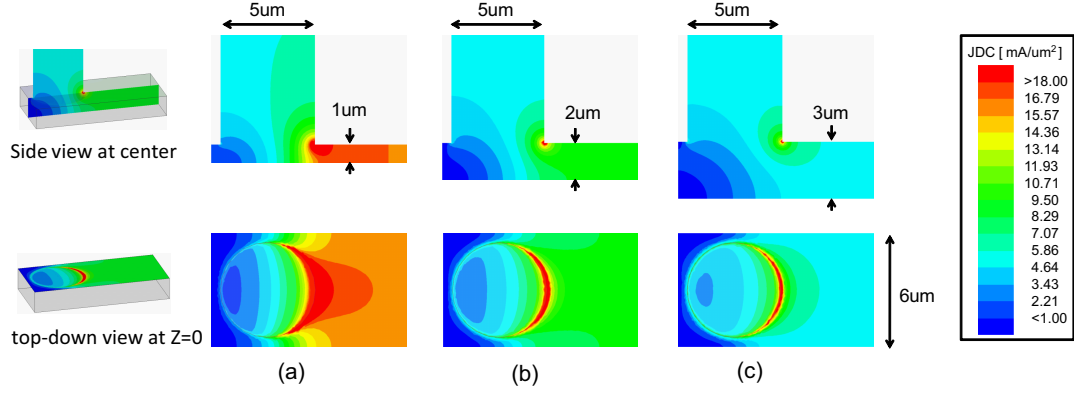 5um
5um
5um
1um
2um
3um
Side view at center
top-down view at Z=0
6um
(a)
(b)
(c)
JDC [ mA/um²]
>18.00
16.79
15.57
14.36
13.14
11.93
10.71
9.50
8.29
7.07
5.86
4.64
3.43
2.21
<1.00